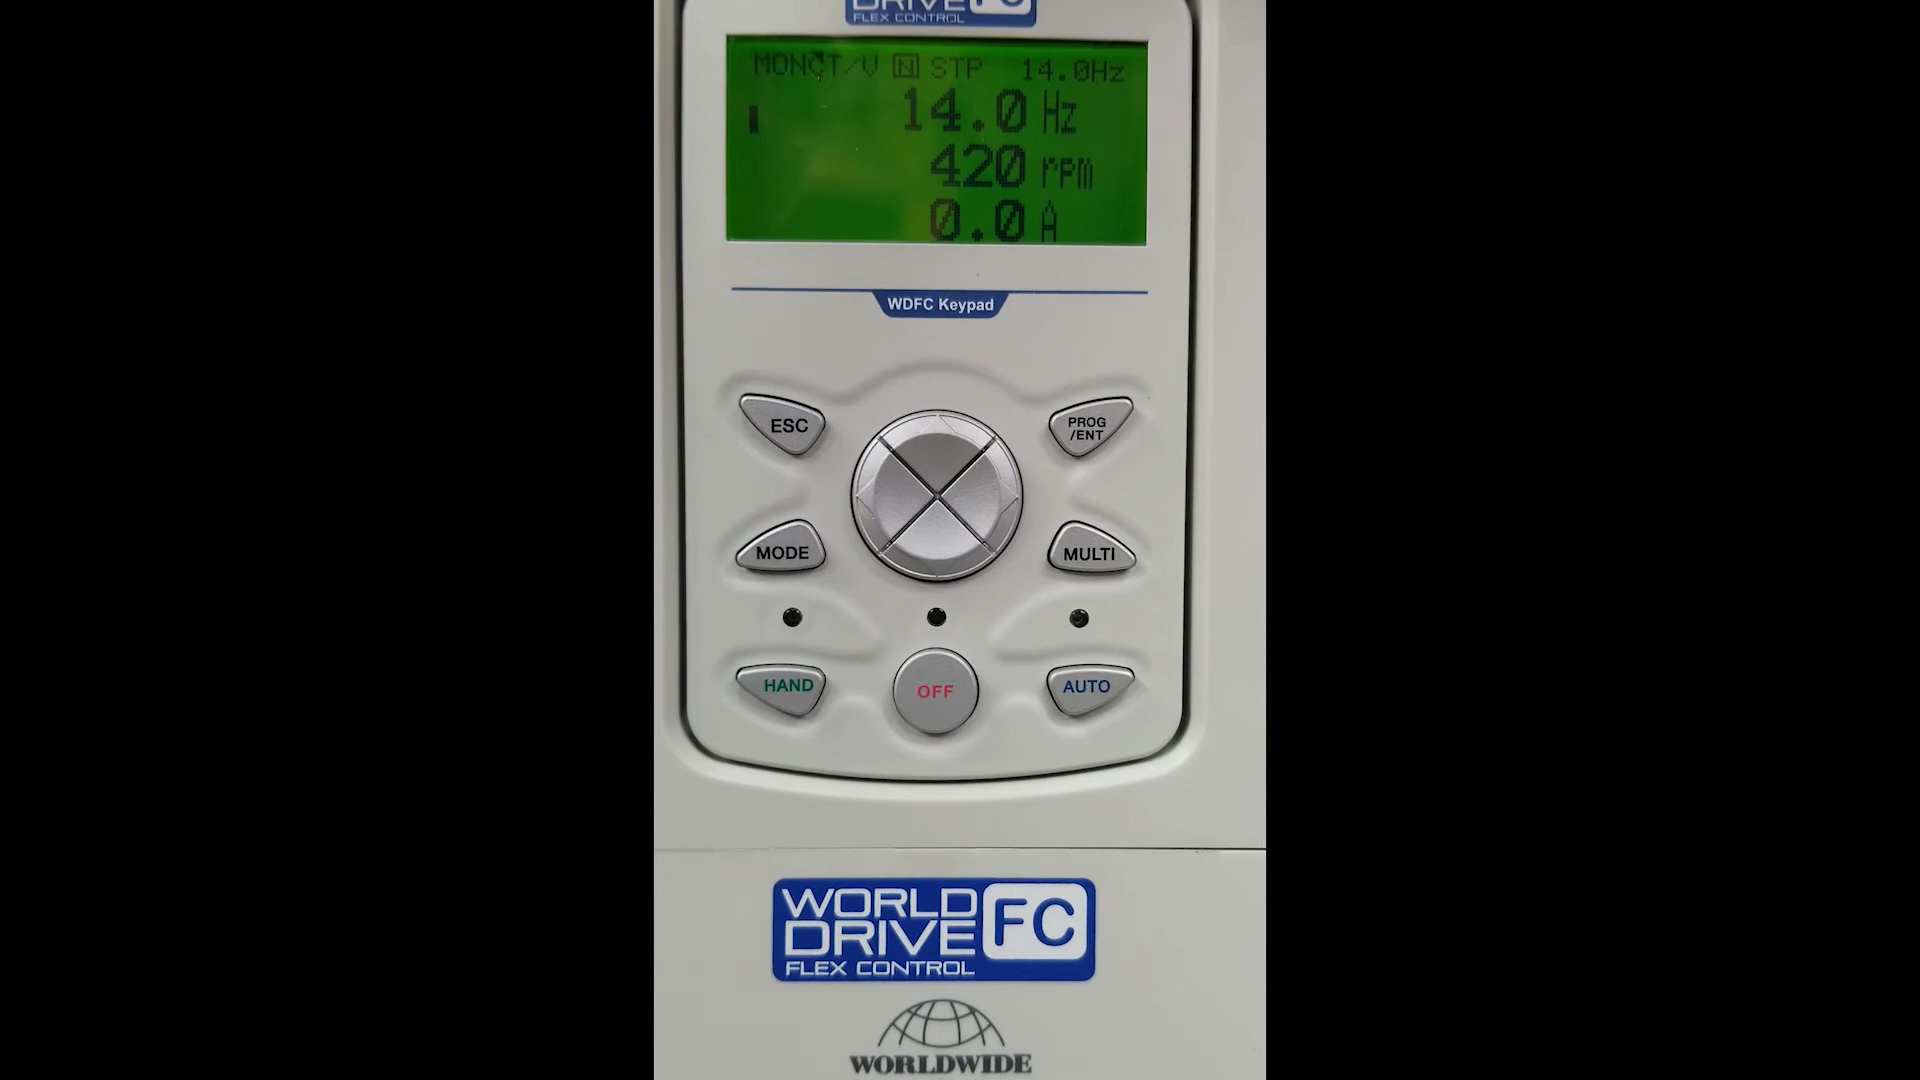 DRIVE FC
FLEX CONTROL
MON T/V N STP 14.0Hz
14.0 Hz
420 rpm
0.0 A
WDFC Keypad
ESC
PROG
/ENT
MODE
MULTI
HAND
OFF
AUTO
WORLD
DRIVE FC
FLEX CONTROL
WORLDWIDE